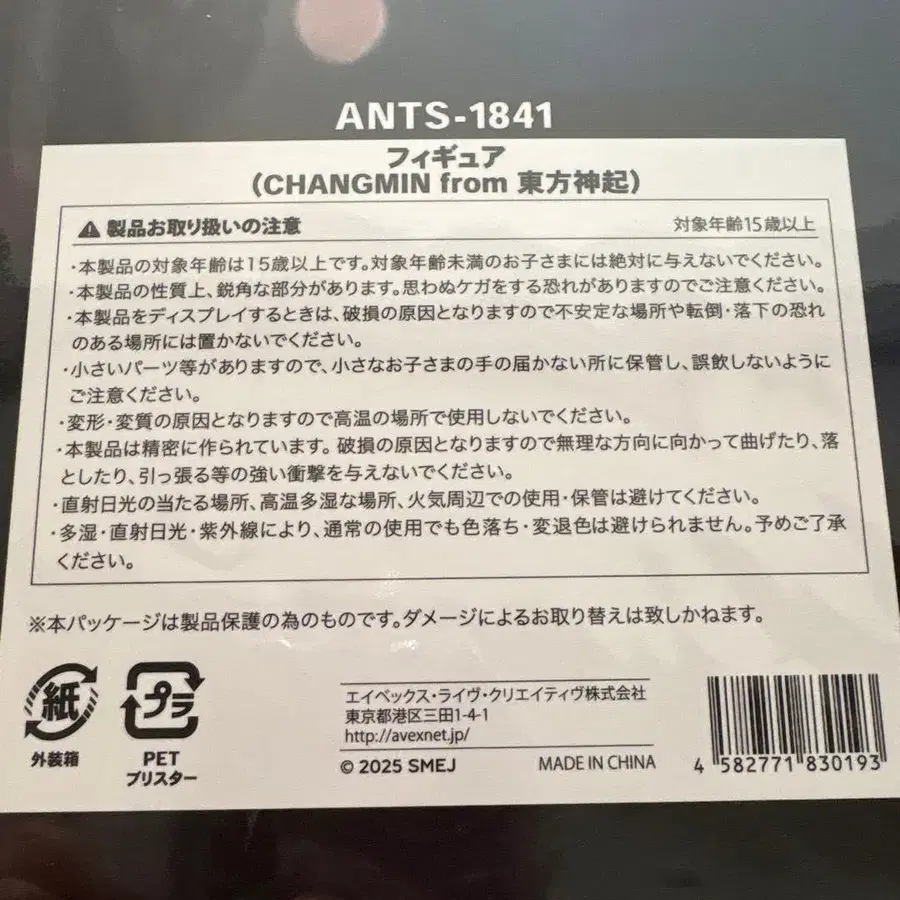 ANTS-1841
フィギュア
(CHANGMIN from 東方神起)
製品お取り扱いの注意 対象年齢15歳以上
・本製品の対象年齢は15歳以上です。対象年齢未満のお子さまには絶対に与えないでください。
・本製品の性質上、鋭角な部分があります。思わぬケガをする恐れがありますのでご注意ください。
・本製品をディスプレイするときは、破損の原因となりますので不安定な場所や転倒・落下の恐れ
のある場所には置かないでください。
・小さいパーツ等がありますので、小さなお子さまの手の届かない所に保管し、誤飲しないように
ご注意ください。
・変形・変質の原因となりますので高温の場所で使用しないでください。
・本製品は精密に作られています。破損の原因となりますので無理な方向に向かって曲げたり、落
としたり、引っ張る等の強い衝撃を与えないでください。
・直射日光の当たる場所、高温多湿な場所、火気周辺での使用・保管は避けてください。
・多湿・直射日光・紫外線により、通常の使用でも色落ち・変退色は避けられません。予めご了承
ください。
※本パッケージは製品保護の為のものです。ダメージによるお取り替えは致しかねます。
紙
外装箱
プラ
PET
ブリスター
エイベックス・ライヴ・クリエイティヴ株式会社
東京都港区三田1-4-1
http://avexnet.jp/
© 2025 SMEJ MADE IN CHINA
4 582771 830193